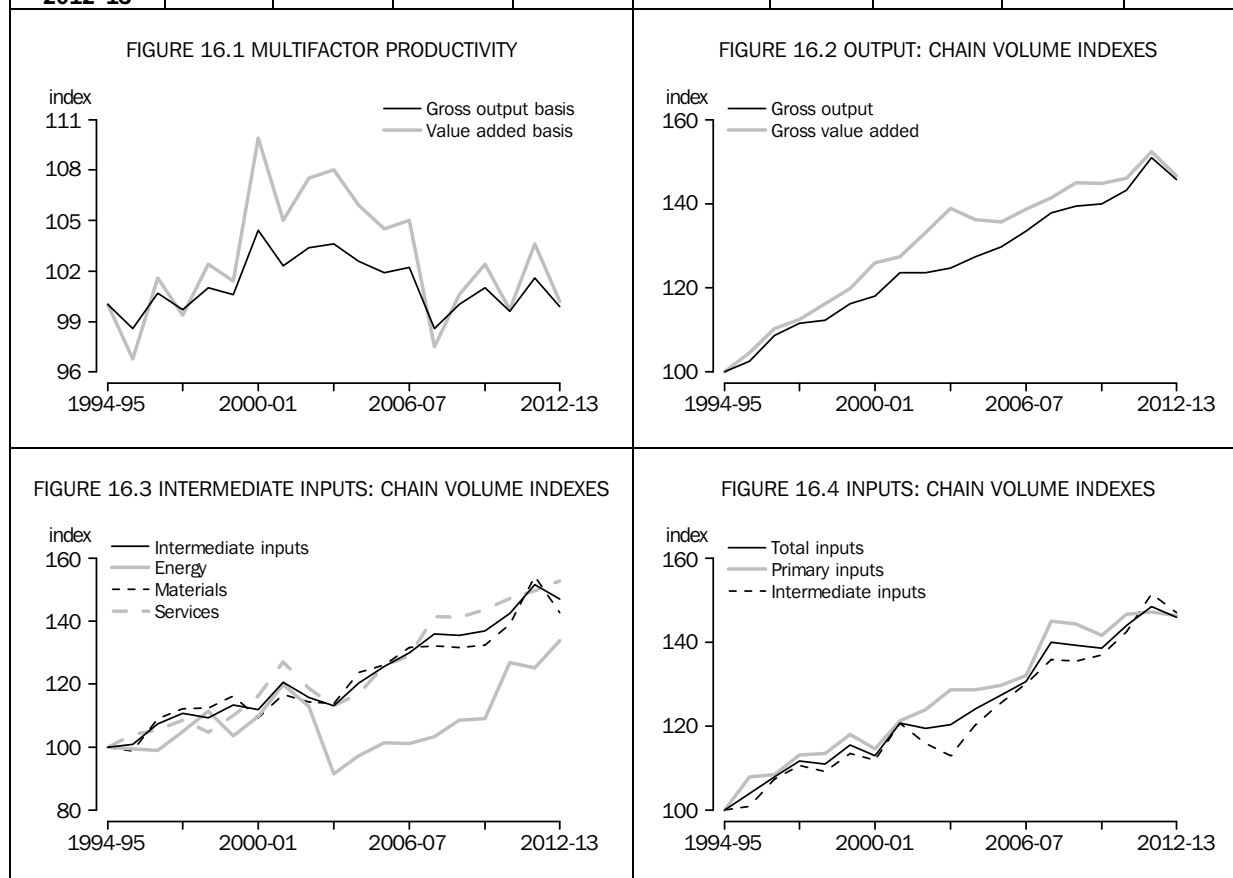 2012–13
FIGURE 16.1 MULTIFACTOR PRODUCTIVITY
index
Gross output basis
Value added basis
111
108
105
102
99
96
1994-95
2000-01
2006-07
2012-13
FIGURE 16.2 OUTPUT: CHAIN VOLUME INDEXES
index
Gross output
Gross value added
160
140
120
100
1994-95
2000-01
2006-07
2012-13
FIGURE 16.3 INTERMEDIATE INPUTS: CHAIN VOLUME INDEXES
index
Intermediate inputs
Energy
Materials
Services
160
140
120
100
80
1994-95
2000-01
2006-07
2012-13
FIGURE 16.4 INPUTS: CHAIN VOLUME INDEXES
index
Total inputs
Primary inputs
Intermediate inputs
160
140
120
100
1994-95
2000-01
2006-07
2012-13